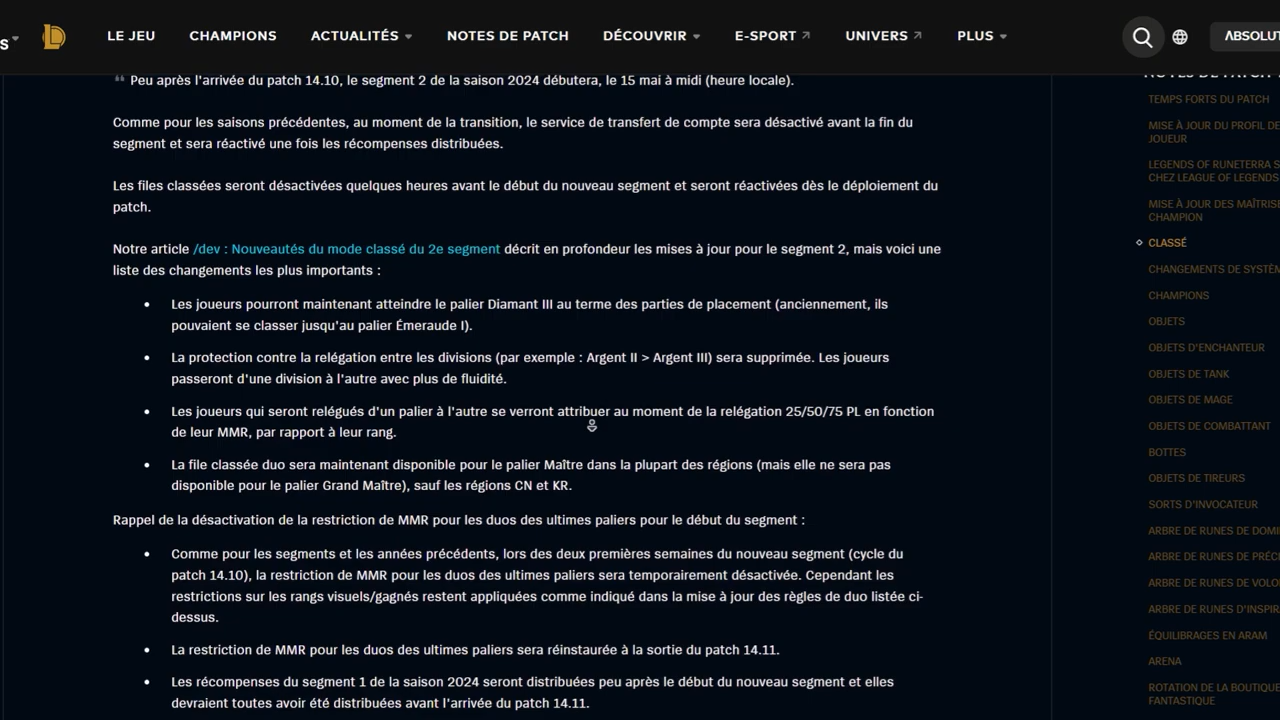 S
LE JEU
CHAMPIONS
ACTUALITÉS
NOTES DE PATCH
DÉCOUVRIR
E-SPORT
UNIVERS
PLUS
ABSOLUT
Peu après l'arrivée du patch 14.10, le segment 2 de la saison 2024 débutera, le 15 mai à midi (heure locale).
Comme pour les saisons précédentes, au moment de la transition, le service de transfert de compte sera désactivé avant la fin du
segment et sera réactivé une fois les récompenses distribuées.
Les files classées seront désactivées quelques heures avant le début du nouveau segment et seront réactivées dès le déploiement du
patch.
Notre article /dev : Nouveautés du mode classé du 2e segment décrit en profondeur les mises à jour pour le segment 2, mais voici une
liste des changements les plus importants :
• Les joueurs pourront maintenant atteindre le palier Diamant III au terme des parties de placement (anciennement, ils
pouvaient se classer jusqu'au palier Émeraude I).
• La protection contre la relégation entre les divisions (par exemple : Argent II > Argent III) sera supprimée. Les joueurs
passeront d'une division à l'autre avec plus de fluidité.
• Les joueurs qui seront relégués d'un palier à l'autre se verront attribuer au moment de la relégation 25/50/75 PL en fonction
de leur MMR, par rapport à leur rang.
• La file classée duo sera maintenant disponible pour le palier Maître dans la plupart des régions (mais elle ne sera pas
disponible pour le palier Grand Maître), sauf les régions CN et KR.
Rappel de la désactivation de la restriction de MMR pour les duos des ultimes paliers pour le début du segment :
• Comme pour les segments et les années précédents, lors des deux premières semaines du nouveau segment (cycle du
patch 14.10), la restriction de MMR pour les duos des ultimes paliers sera temporairement désactivée. Cependant les
restrictions sur les rangs visuels/gagnés restent appliquées comme indiqué dans la mise à jour des règles de duo listée ci-
dessus.
• La restriction de MMR pour les duos des ultimes paliers sera réinstaurée à la sortie du patch 14.11.
• Les récompenses du segment 1 de la saison 2024 seront distribuées peu après le début du nouveau segment et elles
devraient toutes avoir été distribuées avant l'arrivée du patch 14.11.
NOTES DE PATCH
TEMPS FORTS DU PATCH
MISE À JOUR DU PROFIL DE
JOUEUR
LEGENDS OF RUNETERRA S
CHEZ LEAGUE OF LEGENDS
MISE À JOUR DES MAÎTRISE
CHAMPION
CLASSÉ
CHANGEMENTS DE SYSTÈM
CHAMPIONS
OBJETS
OBJETS D'ENCHANTEUR
OBJETS DE TANK
OBJETS DE MAGE
OBJETS DE COMBATTANT
BOTTES
OBJETS DE TIREURS
SORTS D'INVOCATEUR
ARBRE DE RUNES DE DOMI
ARBRE DE RUNES DE PRÉC
ARBRE DE RUNES DE VOLO
ARBRE DE RUNES D'INSPIR
ÉQUILIBRAGES EN ARAM
ARENA
ROTATION DE LA BOUTIQUE
FANTASTIQUE